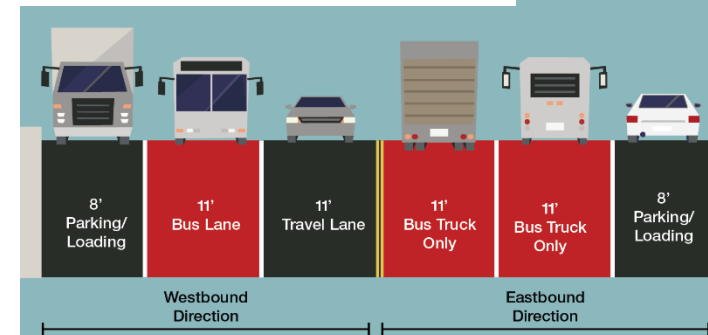 8'
Parking/
Loading
11'
Bus Lane
11'
Travel Lane
11'
Bus Truck
Only
11'
Bus Truck
Only
8'
Parking/
Loading
Westbound
Direction
Eastbound
Direction